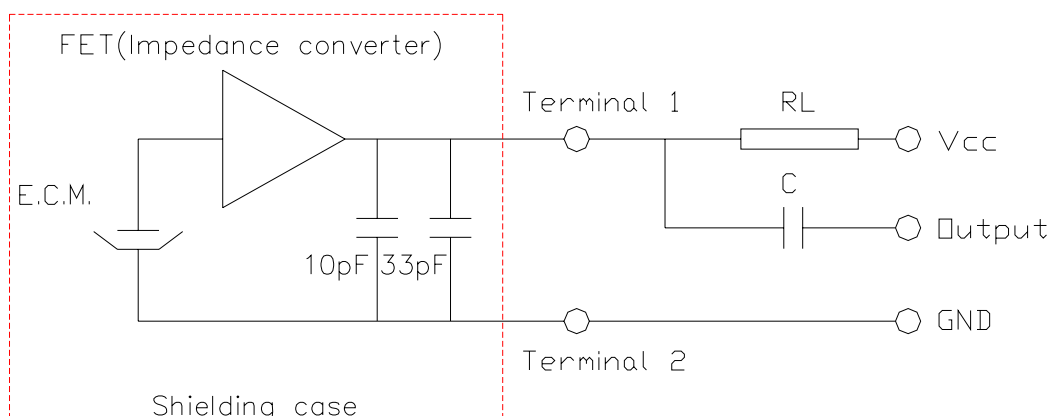 FET(Impedance converter)
Terminal 1
RL
Vcc
E.C.M.
C
Output
10pF 33pF
GND
Terminal 2
Shielding case